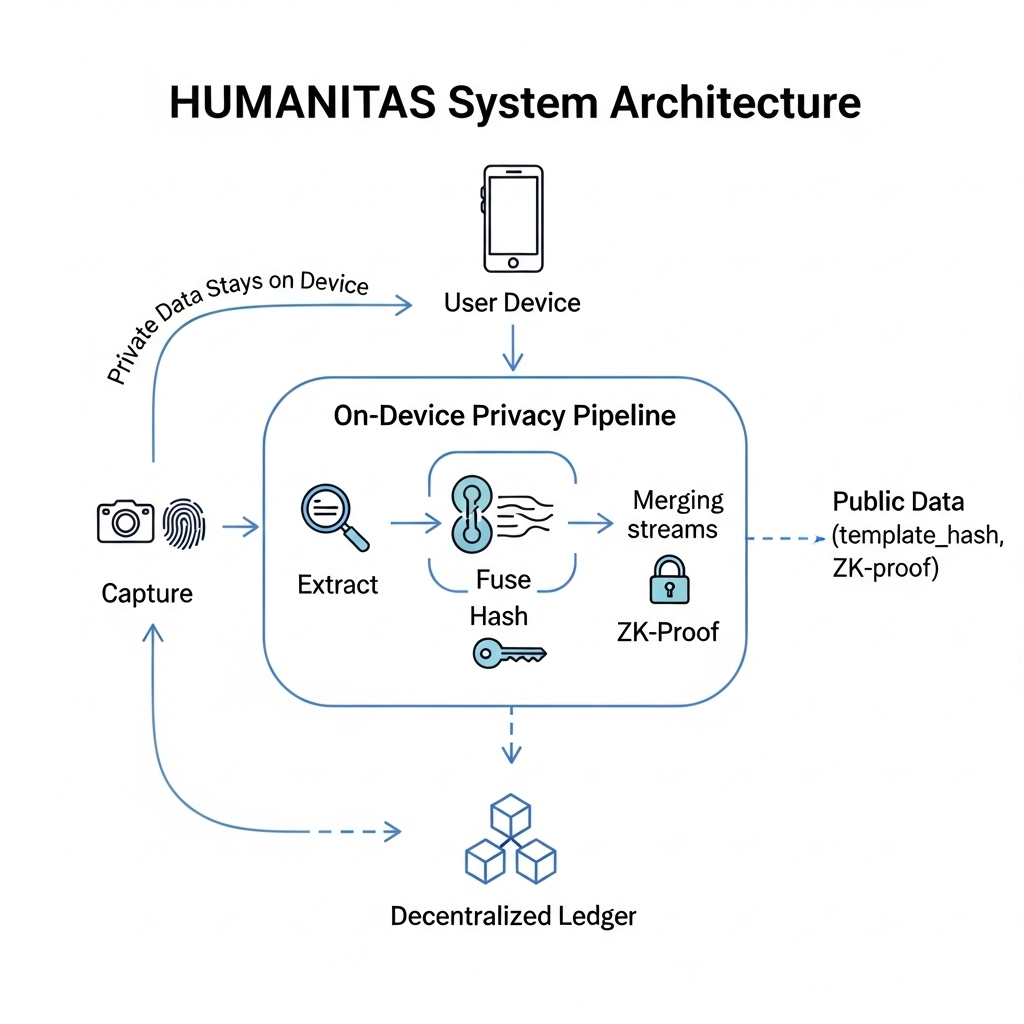 HUMANITAS System Architecture
Private Data Stays on Device
User Device
On-Device Privacy Pipeline
Capture
Extract
Fuse
Hash
Merging
streams
ZK-Proof
Public Data
(template_hash,
ZK-proof)
Decentralized Ledger